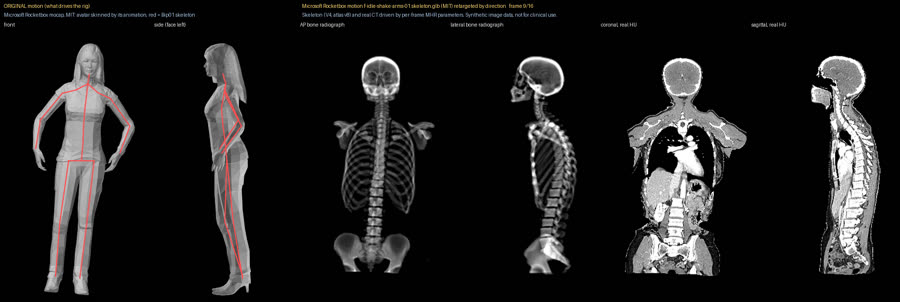 ORIGINAL motion (what drives the rig)
Microsoft Rocketbox mocap, MIT avatar skinned by its animation, red = Bip01 skeleton
front
side (face left)
Microsoft Rocketbox motion f idle-shake-arms-01 skeleton.glb (MIT) retargeted by direction frame 9/16
Skeleton (V4, atlas v8) and real CT driven by per-frame MHR parameters. Synthetic image data, not for clinical use.
AP bone radiograph
lateral bone radiograph
coronal, real HU
sagittal, real HU